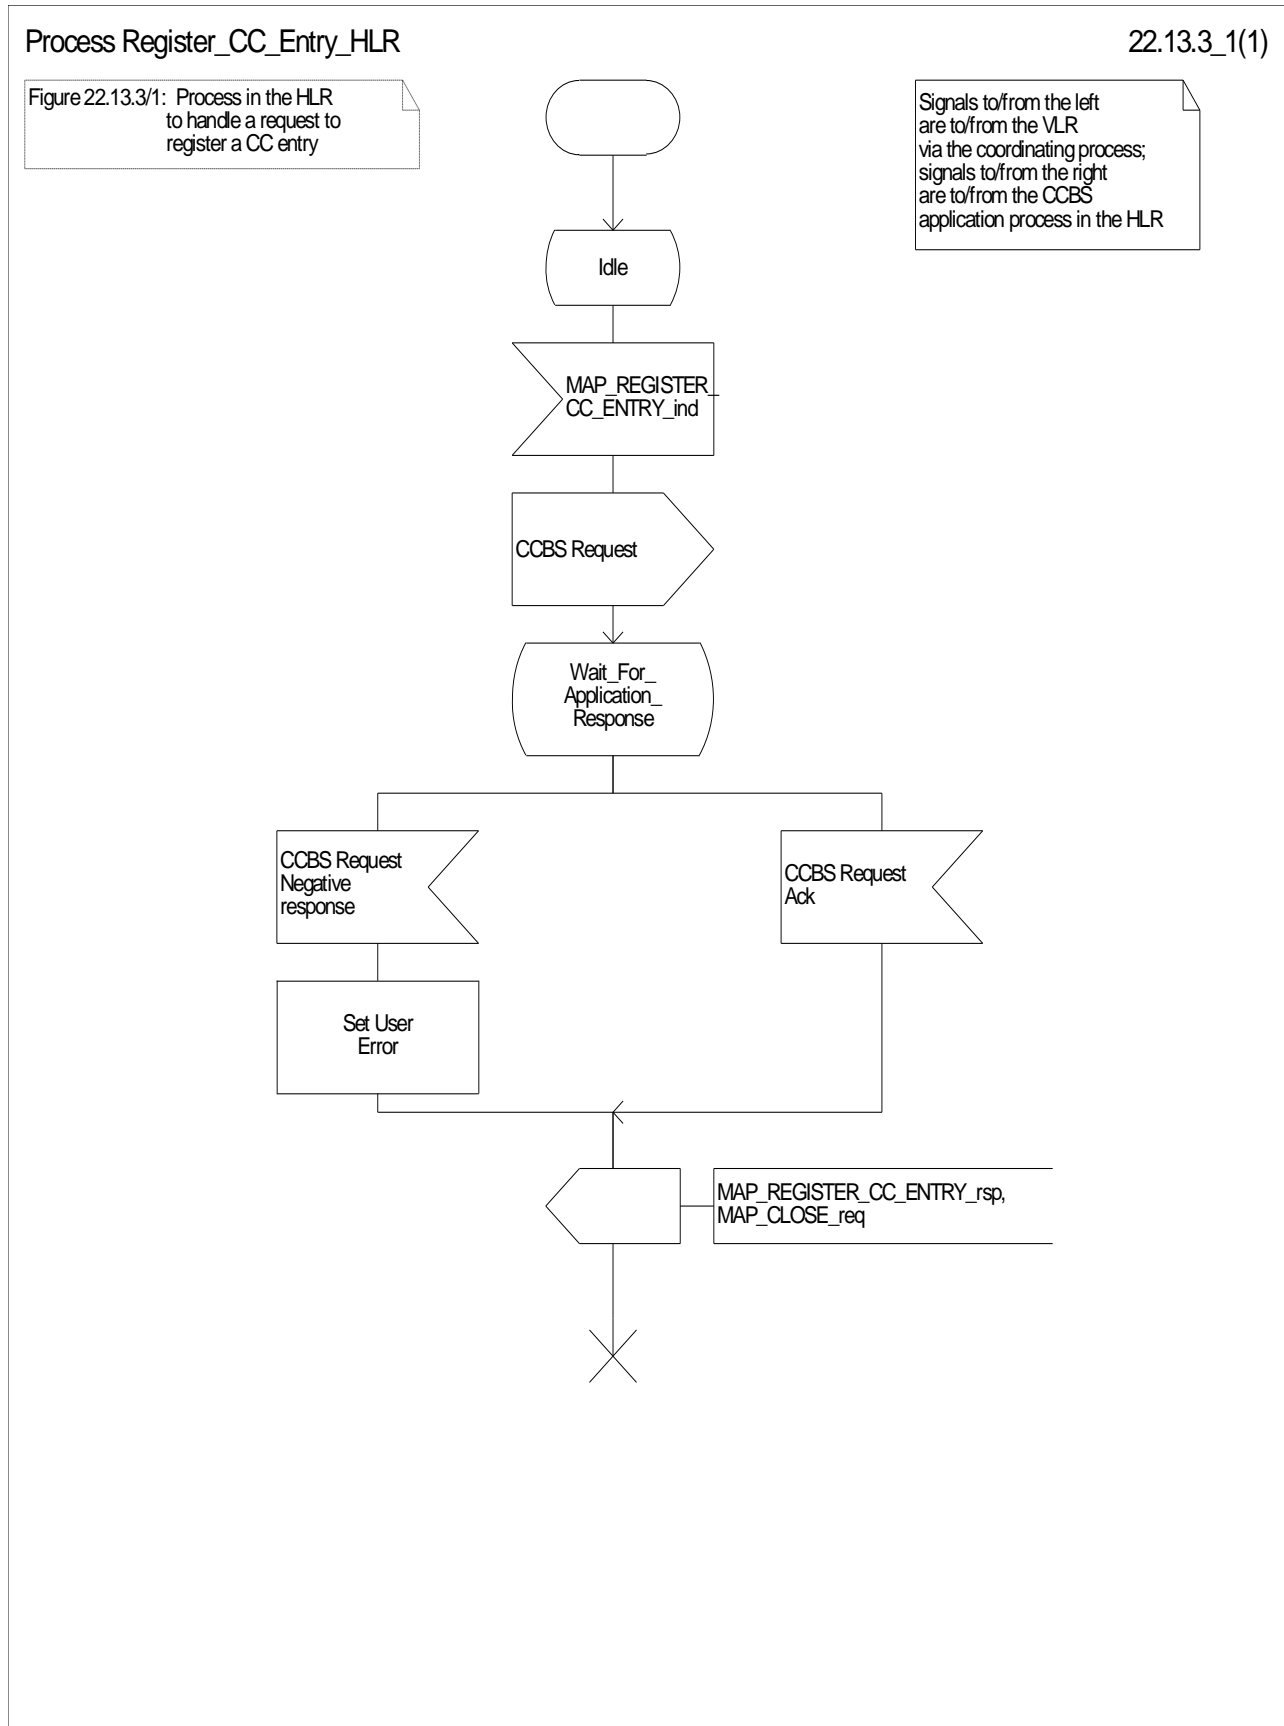 Process Register_CC_Entry_HLR
22.13.3_1(1)
Figure 22.13.3/1: Process in the HLR
to handle a request to
register a CC entry
Signals to/from the left
are to/from the VLR
via the coordinating process;
signals to/from the right
are to/from the CCBS
application process in the HLR
Idle
MAP_REGISTER_
CC_ENTRY_ind
CCBS Request
Wait_For_
Application_
Response
CCBS Request
Negative
response
CCBS Request
Ack
Set User
Error
MAP_REGISTER_CC_ENTRY_rsp,
MAP_CLOSE_req